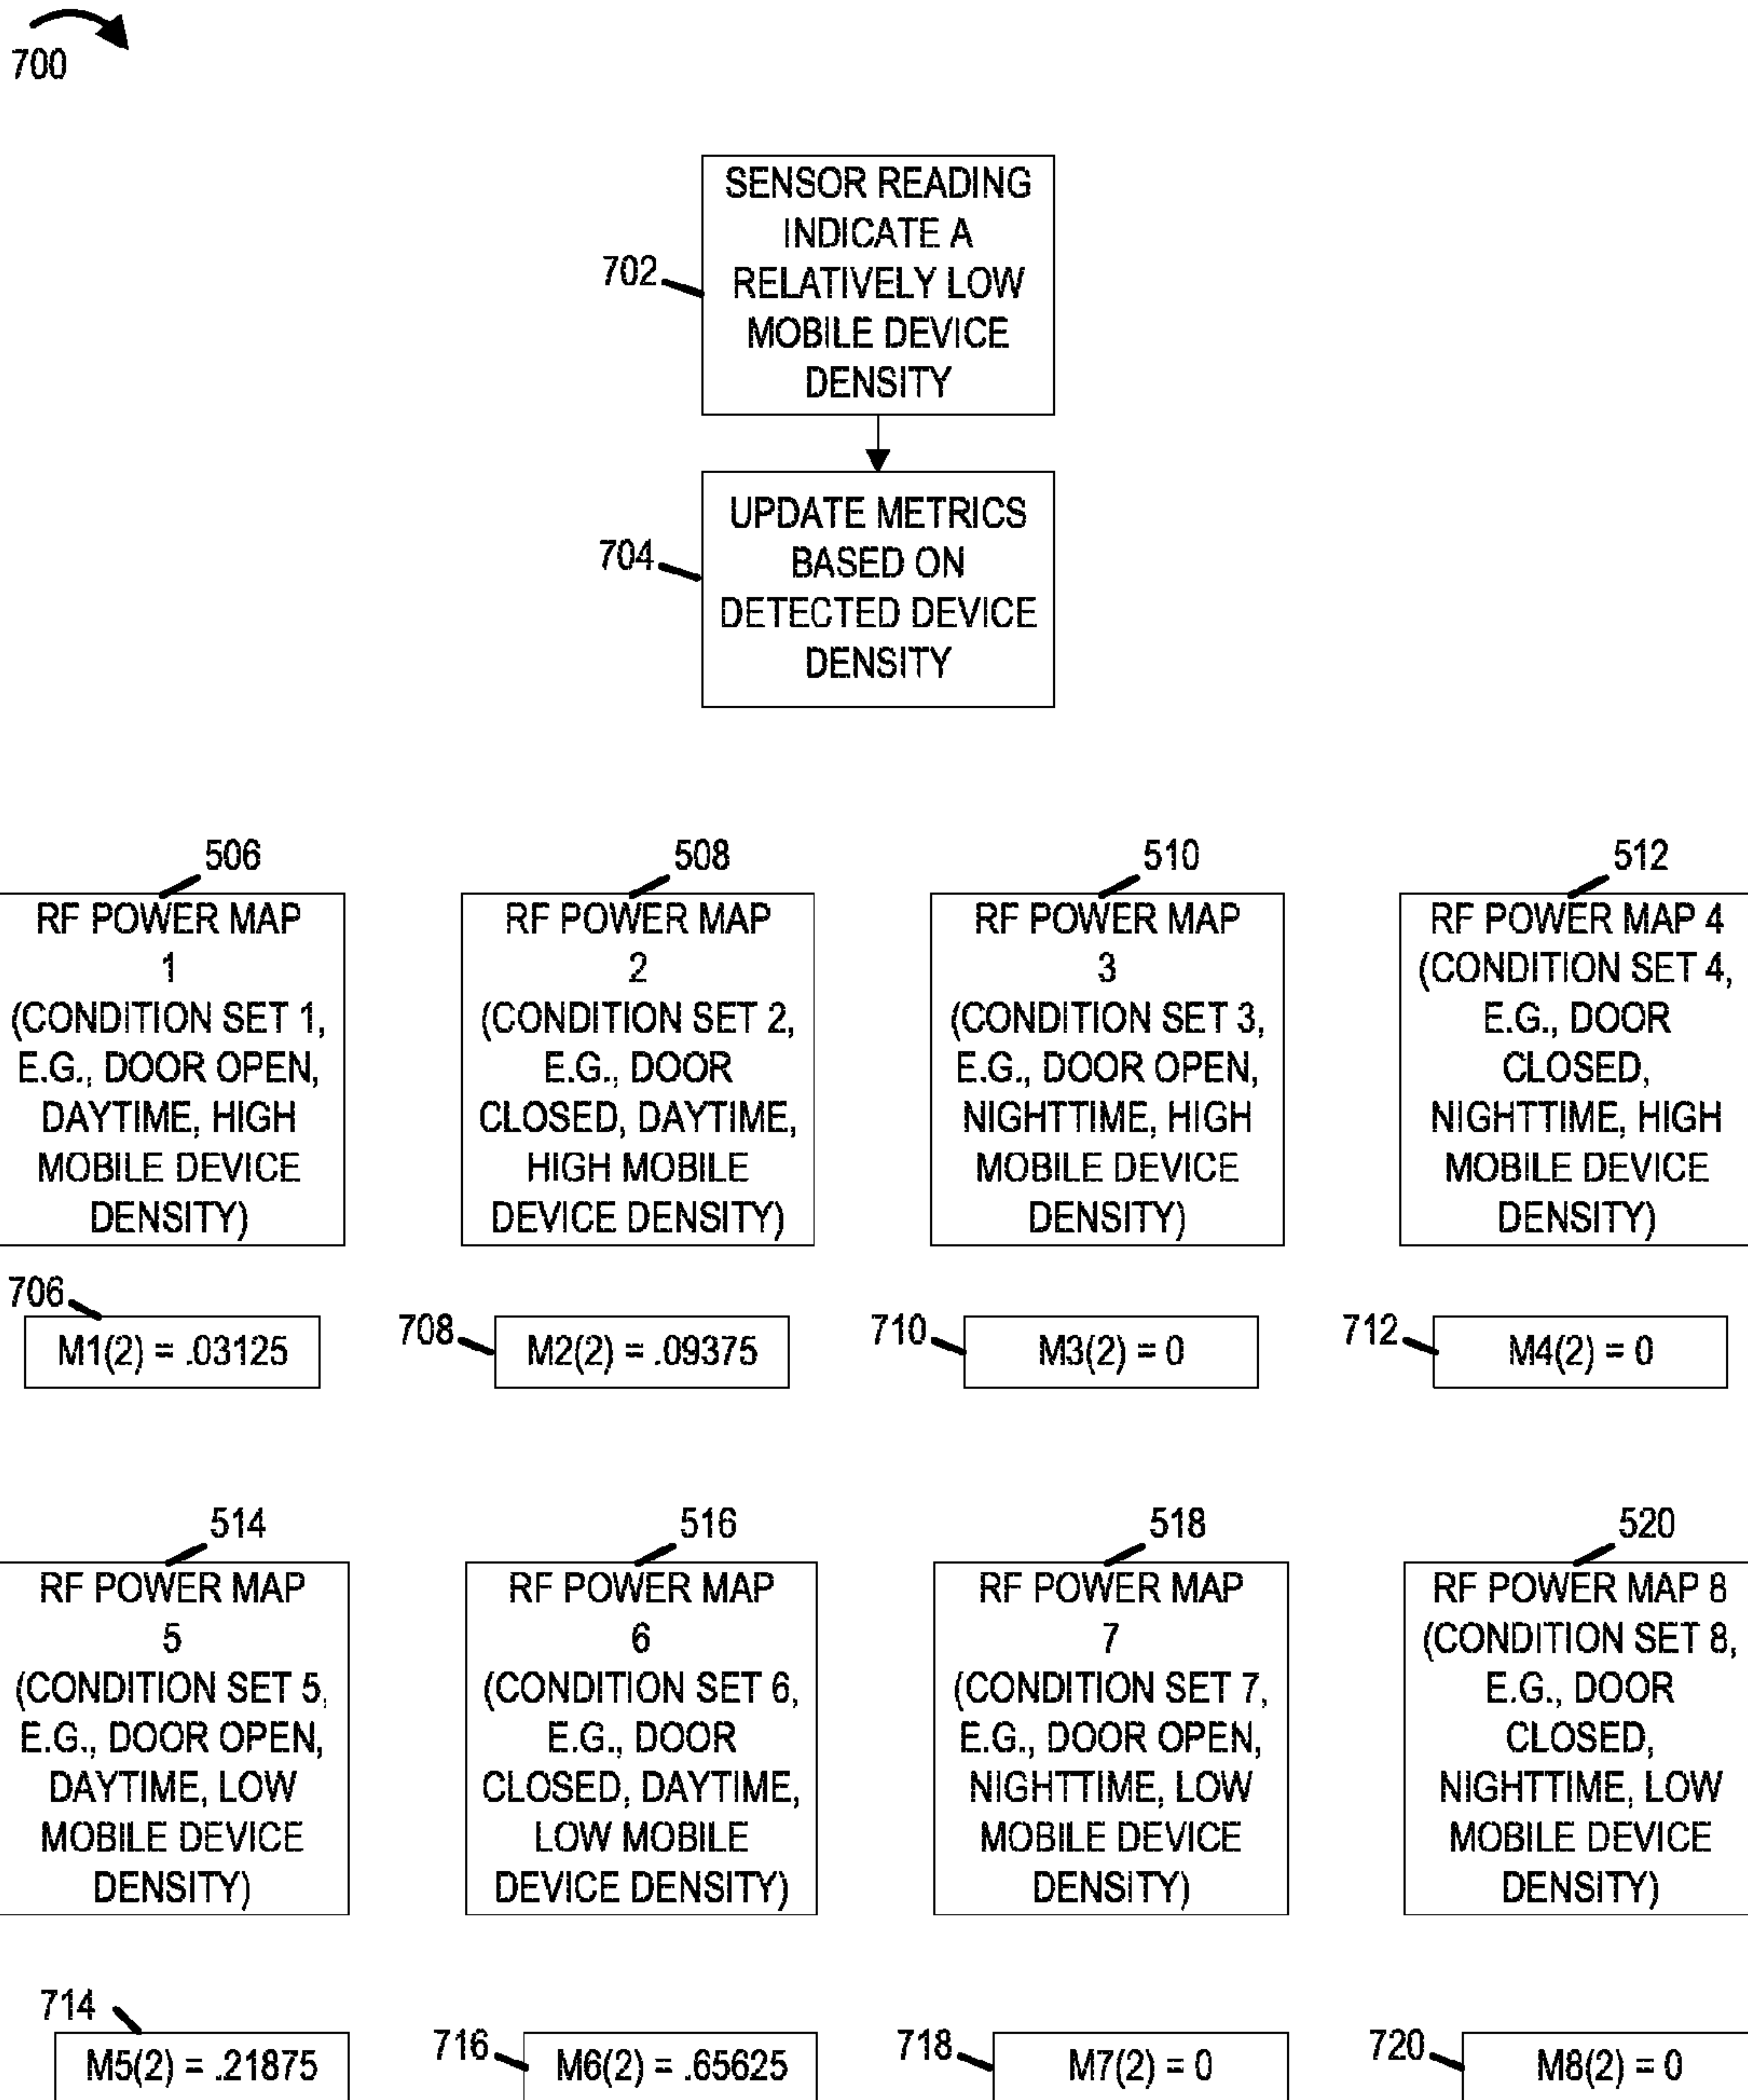 700
SENSOR READING
INDICATE A
RELATIVELY LOW
MOBILE DEVICE
DENSITY
702
UPDATE METRICS
BASED ON
DETECTED DEVICE
DENSITY
704
506
RF POWER MAP
1
(CONDITION SET 1,
E.G., DOOR OPEN,
DAYTIME, HIGH
MOBILE DEVICE
DENSITY)
508
RF POWER MAP
2
(CONDITION SET 2,
E.G., DOOR
CLOSED, DAYTIME,
HIGH MOBILE
DEVICE DENSITY)
510
RF POWER MAP
3
(CONDITION SET 3,
E.G., DOOR OPEN,
NIGHTTIME, HIGH
MOBILE DEVICE
DENSITY)
512
RF POWER MAP 4
(CONDITION SET 4,
E.G., DOOR
CLOSED,
NIGHTTIME, HIGH
MOBILE DEVICE
DENSITY)
706
M1(2) = .03125
708
M2(2) = .09375
710
M3(2) = 0
712
M4(2) = 0
514
RF POWER MAP
5
(CONDITION SET 5,
E.G., DOOR OPEN,
DAYTIME, LOW
MOBILE DEVICE
DENSITY)
516
RF POWER MAP
6
(CONDITION SET 6,
E.G., DOOR
CLOSED, DAYTIME,
LOW MOBILE
DEVICE DENSITY)
518
RF POWER MAP
7
(CONDITION SET 7,
E.G., DOOR OPEN,
NIGHTTIME, LOW
MOBILE DEVICE
DENSITY)
520
RF POWER MAP 8
(CONDITION SET 8,
E.G., DOOR
CLOSED,
NIGHTTIME, LOW
MOBILE DEVICE
DENSITY)
714
M5(2) = .21875
716
M6(2) = .65625
718
M7(2) = 0
720
M8(2) = 0